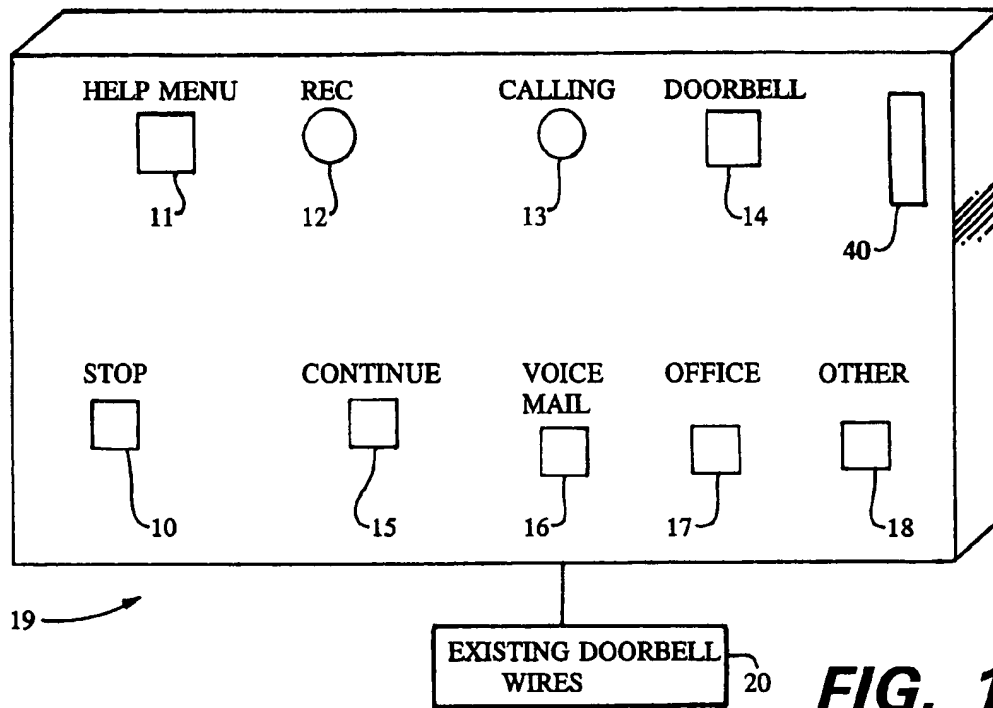 HELP MENU REC CALLING DOORBELL
11 12 13 14 40
STOP CONTINUE VOICE MAIL OFFICE OTHER
10 15 16 17 18
19
EXISTING DOORBELL
WIRES
20
FIG. 1